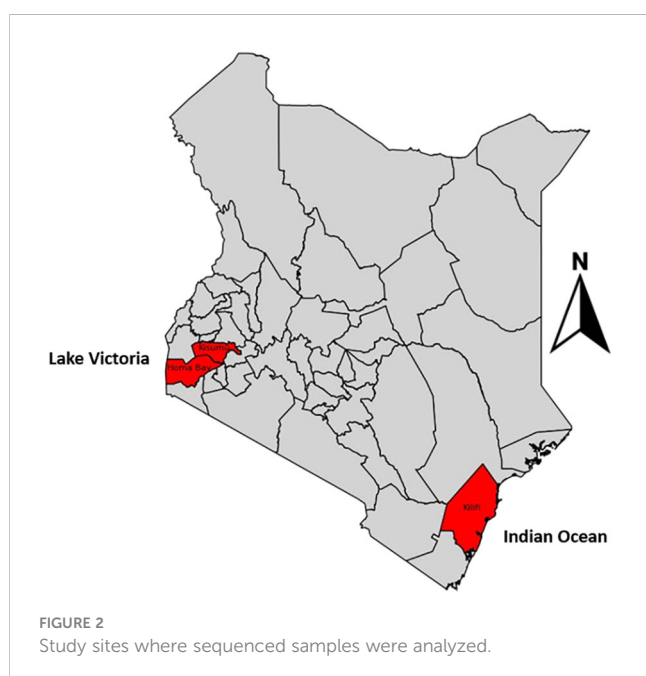 N
Lake Victoria
Kisumu
Homa Bay
Kilifi
Indian Ocean
FIGURE 2
Study sites where sequenced samples were analyzed.